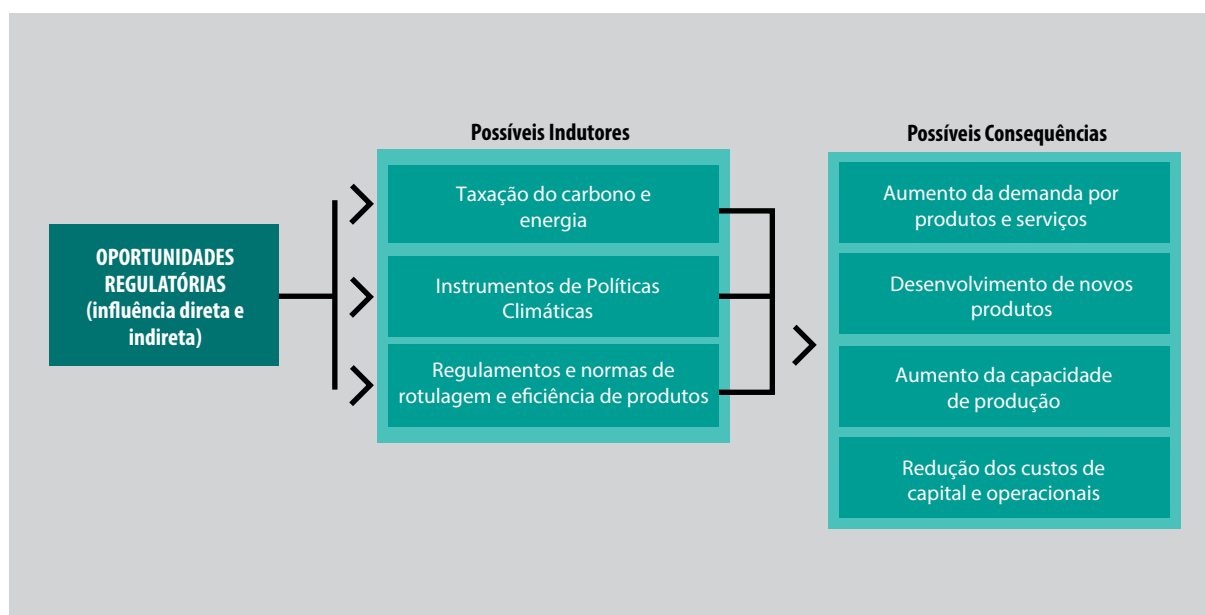 OPORTUNIDADES
REGULATÓRIAS
(influência direta e
indireta)
Possíveis Indutores
Taxação do carbono e
energia
Instrumentos de Políticas
Climáticas
Regulamentos e normas de
rotulagem e eficiência de produtos
Possíveis Consequências
Aumento da demanda por
produtos e serviços
Desenvolvimento de novos
produtos
Aumento da capacidade
de produção
Redução dos custos de
capital e operacionais